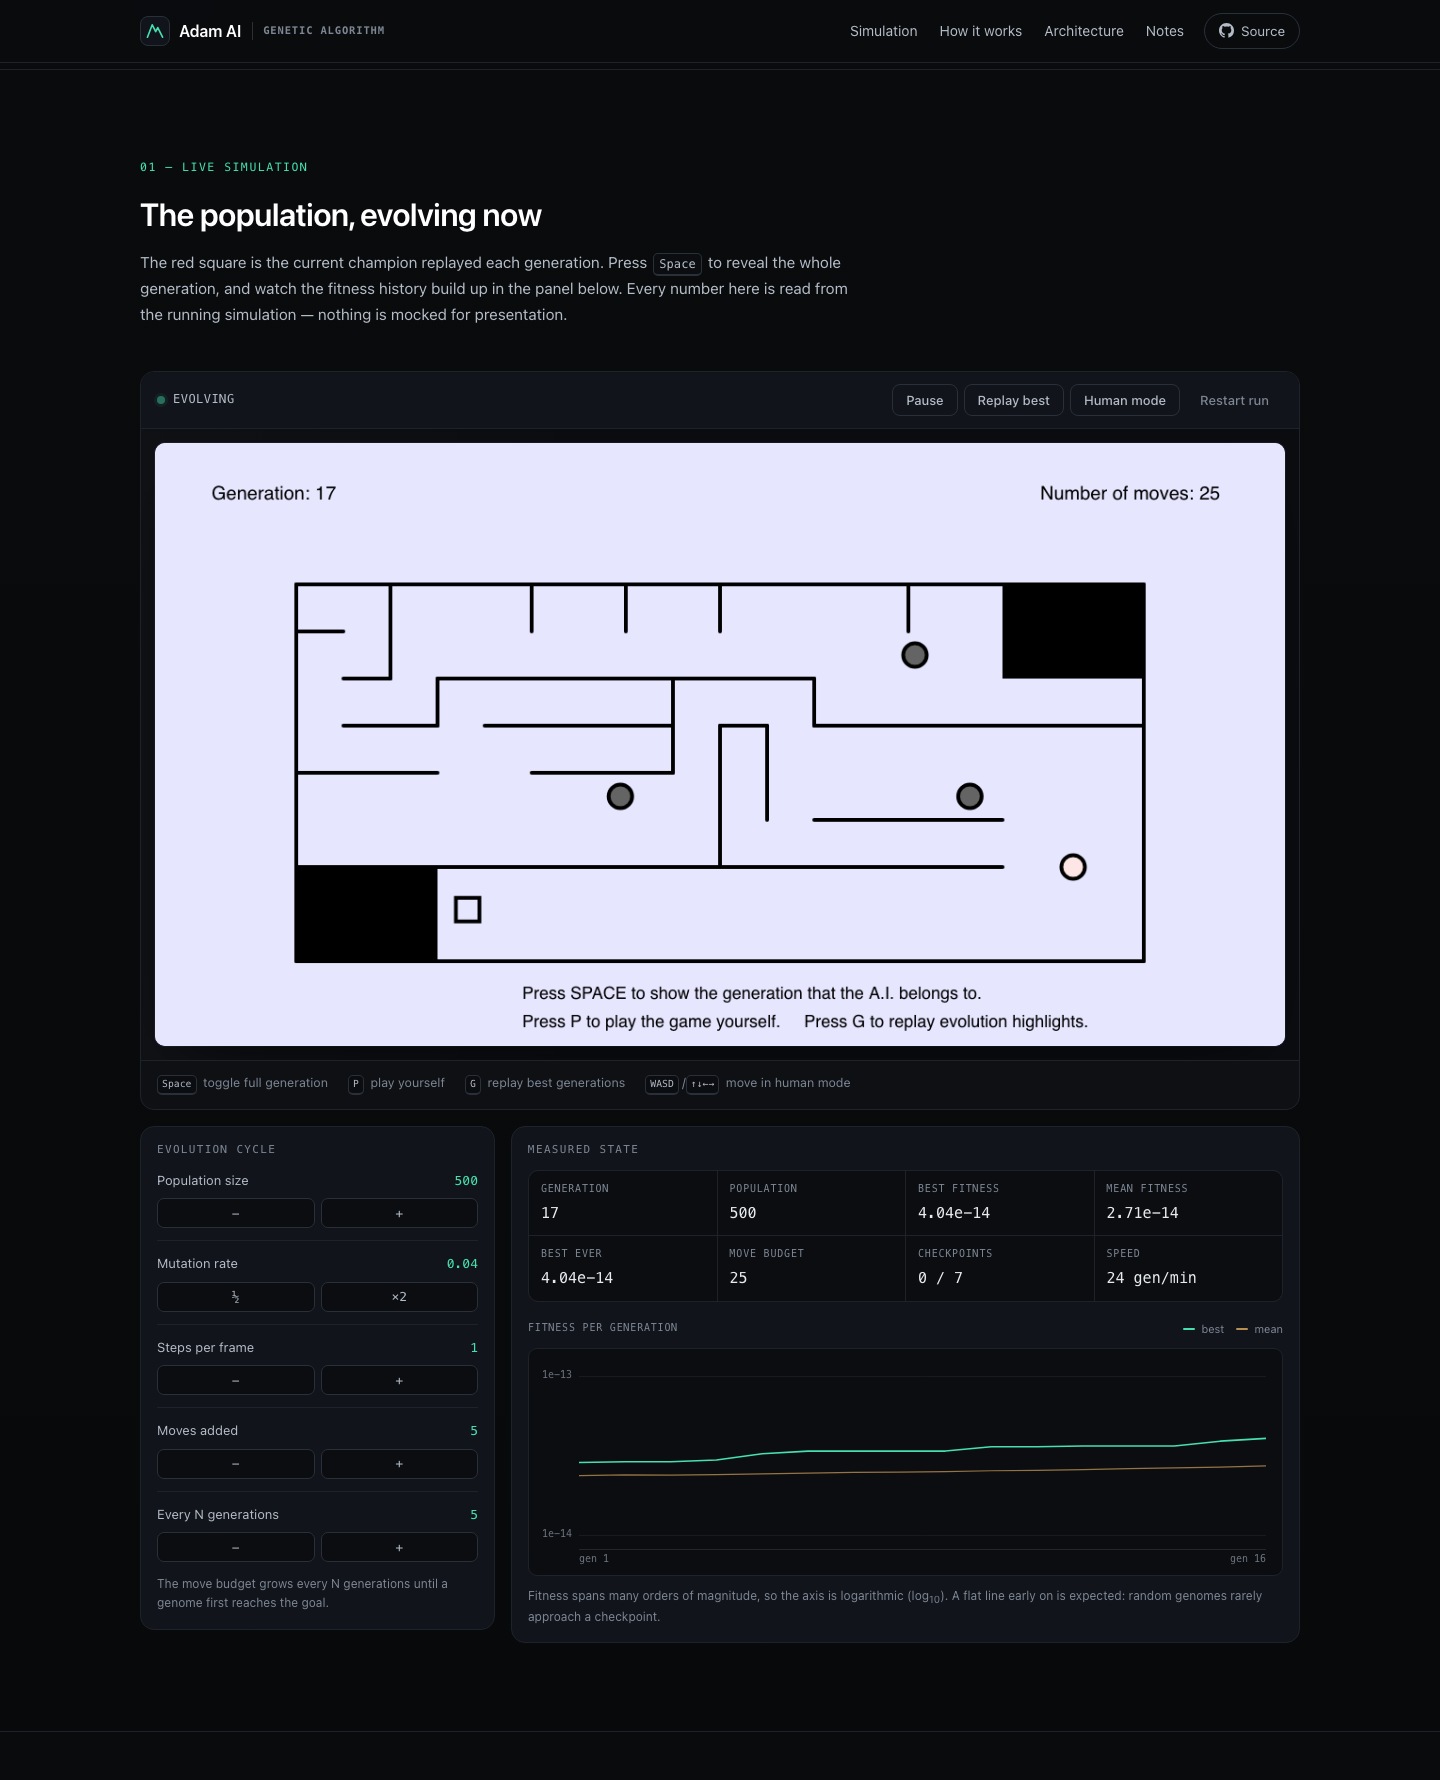 Adam AI
GENETIC ALGORITHM
Simulation
How it works
Architecture
Notes
Source
01 — LIVE SIMULATION
The population, evolving now
The red square is the current champion replayed each generation. Press Space to reveal the whole
generation, and watch the fitness history build up in the panel below. Every number here is read from
the running simulation — nothing is mocked for presentation.
EVOLVING
Pause
Replay best
Human mode
Restart run
Generation: 17
Number of moves: 25
Press SPACE to show the generation that the A.I. belongs to.
Press P to play the game yourself. Press G to replay evolution highlights.
Space toggle full generation
P play yourself
G replay best generations
WASD / ↑↓←→ move in human mode
EVOLUTION CYCLE
Population size 500
− +
Mutation rate 0.04
½ ×2
Steps per frame 1
− +
Moves added 5
− +
Every N generations 5
− +
The move budget grows every N generations until a
genome first reaches the goal.
MEASURED STATE
GENERATION
17
POPULATION
500
BEST FITNESS
4.04e−14
MEAN FITNESS
2.71e−14
BEST EVER
4.04e−14
MOVE BUDGET
25
CHECKPOINTS
0 / 7
SPEED
24 gen/min
FITNESS PER GENERATION
best
mean
1e−13
1e−14
gen 1
gen 16
Fitness spans many orders of magnitude, so the axis is logarithmic (log10). A flat line early on is expected: random genomes rarely
approach a checkpoint.